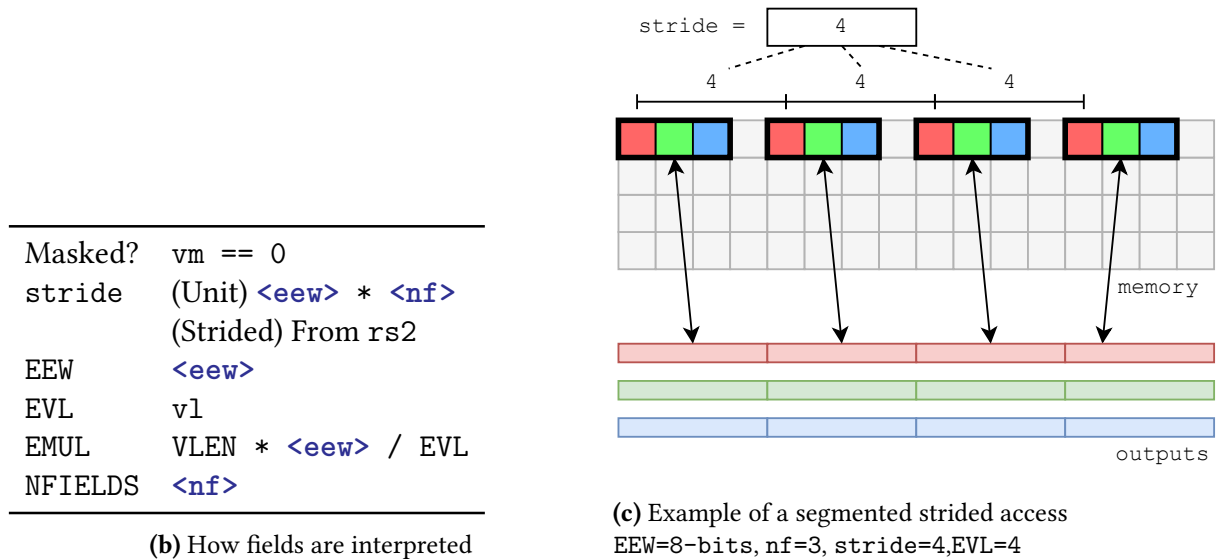 Masked? vm == 0
stride (Unit) <eew> * <nf>
(Strided) From rs2
EEW <eew>
EVL vl
EMUL VLEN * <eew> / EVL
NFIELDS <nf>
(b) How fields are interpreted
stride = 4
4 4 4
memory
outputs
(c) Example of a segmented strided access
EEW=8-bits, nf=3, stride=4,EVL=4